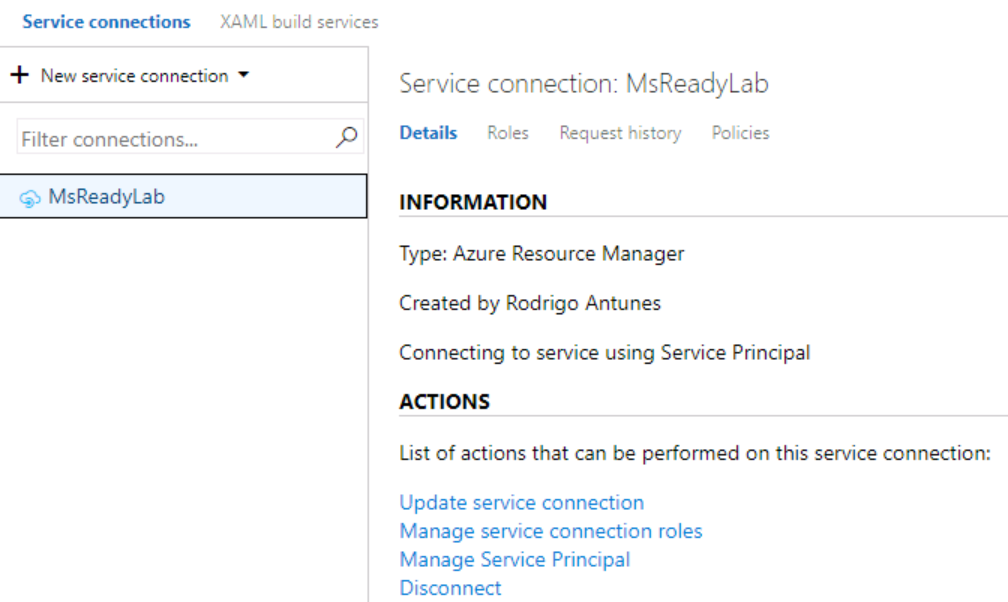 Service connections XAML build services
New service connection
Filter connections...
MsReadyLab
Service connection: MsReadyLab
Details Roles Request history Policies
INFORMATION
Type: Azure Resource Manager
Created by Rodrigo Antunes
Connecting to service using Service Principal
ACTIONS
List of actions that can be performed on this service connection:
Update service connection
Manage service connection roles
Manage Service Principal
Disconnect